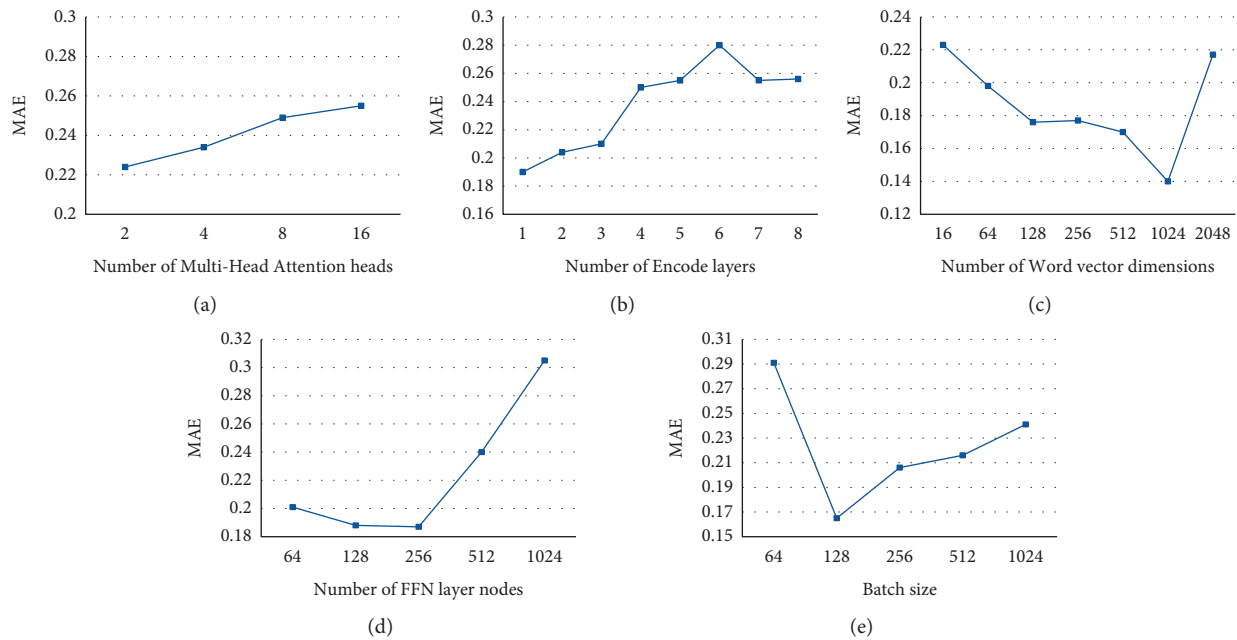 0.3
0.28
0.26
0.24
0.22
0.2
MAE
2 4 8 16
Number of Multi-Head Attention heads
(a)
0.3
0.28
0.26
0.24
0.22
0.2
0.18
0.16
MAE
1 2 3 4 5 6 7 8
Number of Encode layers
(b)
0.24
0.22
0.2
0.18
0.16
0.14
0.12
MAE
16 64 128 256 512 1024 2048
Number of Word vector dimensions
(c)
0.32
0.3
0.28
0.26
0.24
0.22
0.2
0.18
MAE
64 128 256 512 1024
Number of FFN layer nodes
(d)
0.31
0.29
0.27
0.25
0.23
0.21
0.19
0.17
0.15
MAE
64 128 256 512 1024
Batch size
(e)